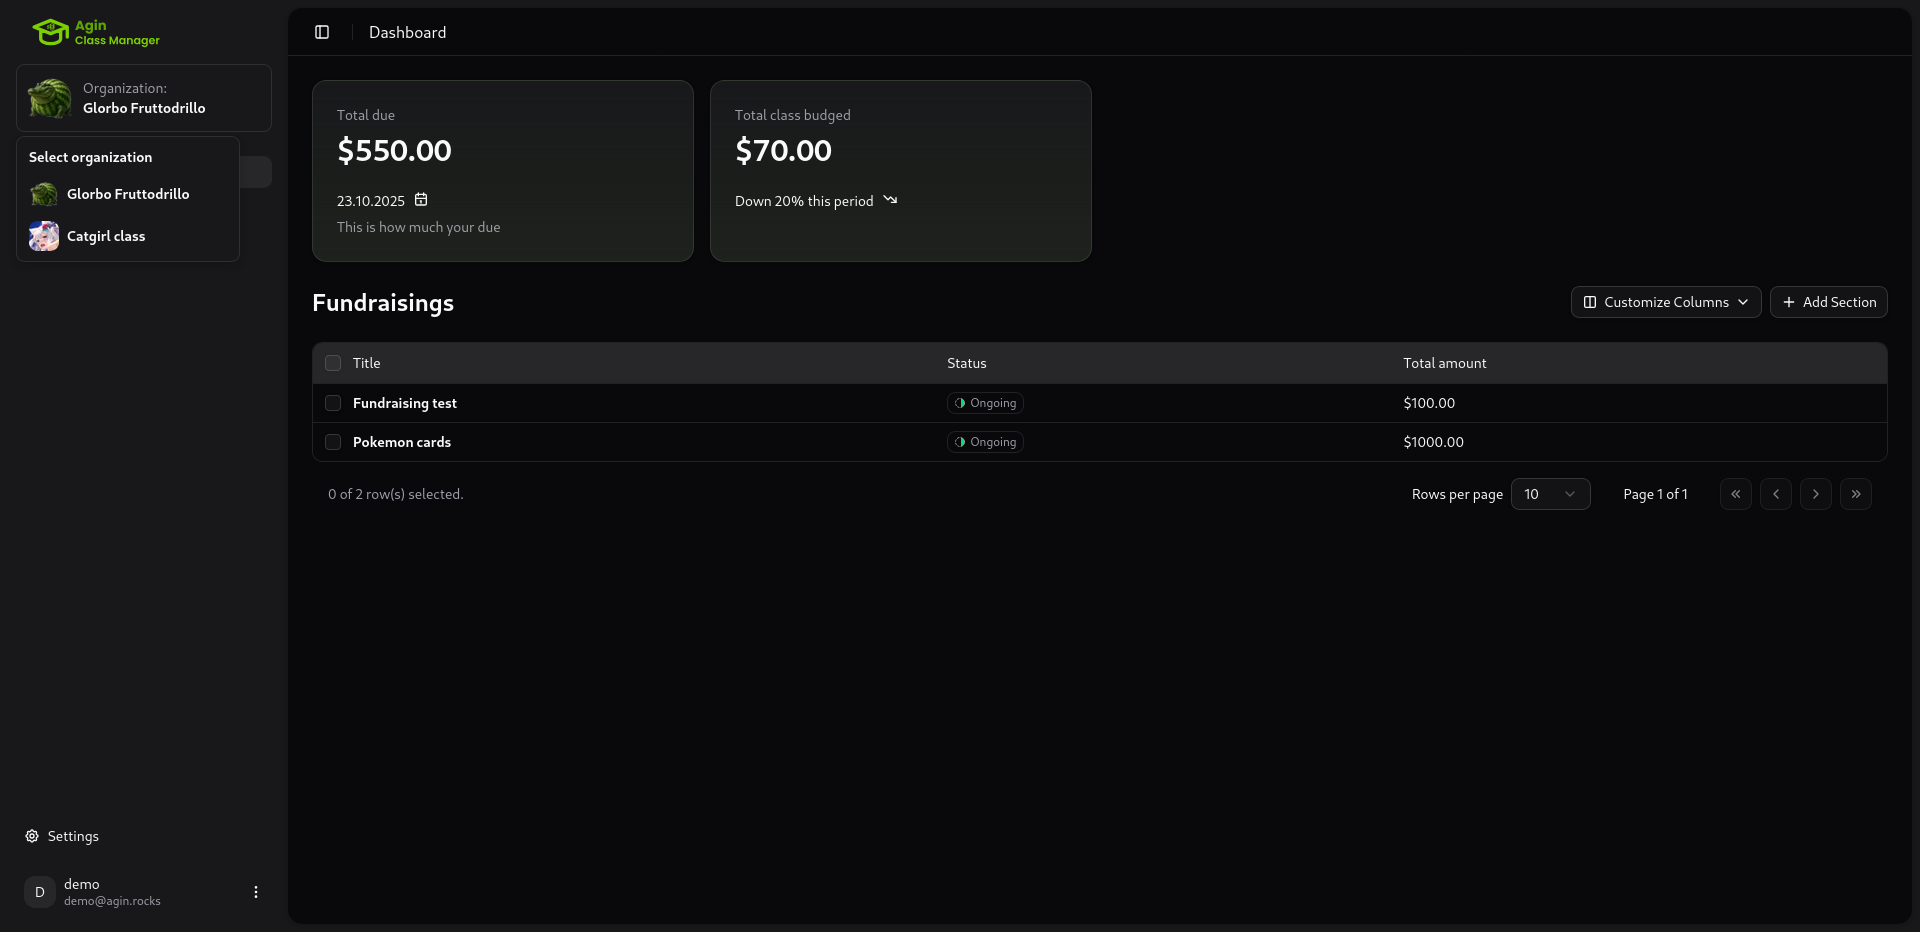 Agin
Class Manager
Organization:
Glorbo Fruttodrillo
Select organization
Glorbo Fruttodrillo
Catgirl class
Settings
D
demo
demo@agin.rocks
Dashboard
Total due
$550.00
23.10.2025
This is how much your due
Total class budged
$70.00
Down 20% this period
Fundraisings
Customize Columns
Add Section
Title Status Total amount
Fundraising test Ongoing $100.00
Pokemon cards Ongoing $1000.00
0 of 2 row(s) selected.
Rows per page 10 Page 1 of 1